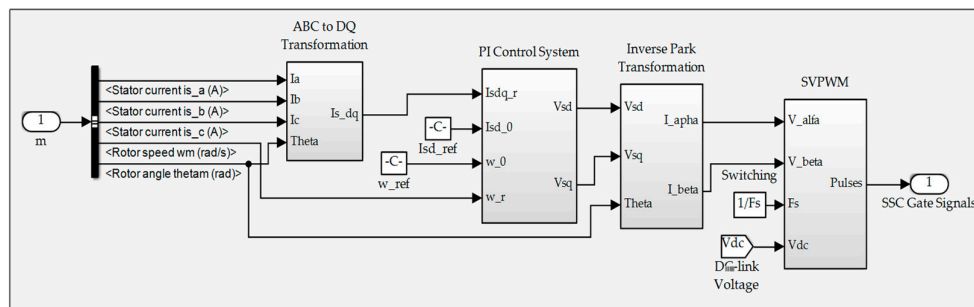 ABC to DQ
Transformation
PI Control System
Inverse Park
Transformation
SVPWM
1
m
<Stator current is_a (A)>
<Stator current is_b (A)>
<Stator current is_c (A)>
<Rotor speed wm (rad/s)>
<Rotor angle thetam (rad)>
Ia
Ib
Ic
Theta
Is_dq
-C-
Isd_ref
-C-
w_ref
Isdq_r
Isd_0
w_0
w_r
Vsd
Vsq
Vsd
Vsq
Theta
I_apha
I_beta
Switching
1/Fs
Vdc
Voltage
V_alfa
V_beta
Fs
Vdc
Pulses
1
SSC Gate Signals